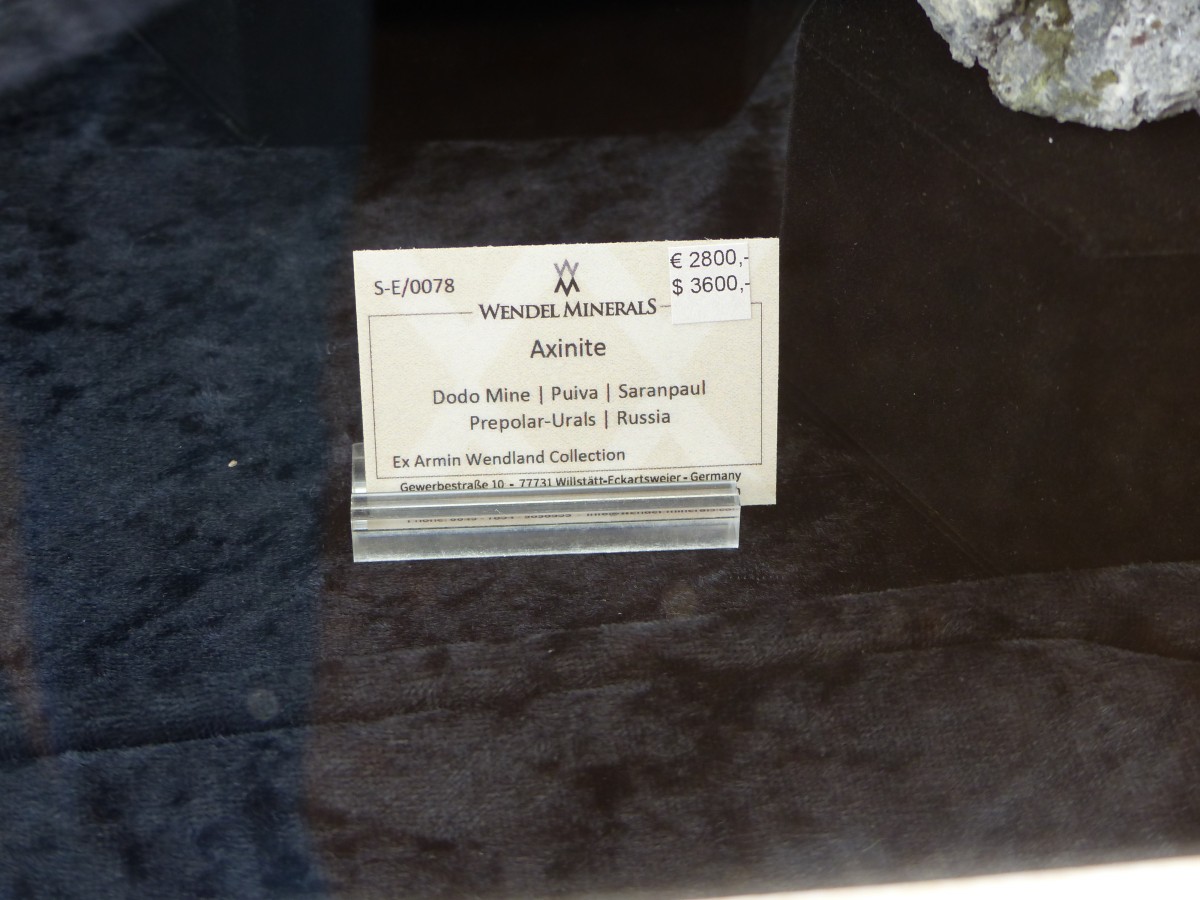 S-E/0078
WENDEL MINERALS
€ 2800,-
$ 3600,-
Axinite
Dodo Mine | Puiva | Saranpaul
Prepolar-Urals | Russia
Ex Armin Wendland Collection
Gewerbestraße 10 - 77731 Willstätt-Eckartsweier - Germany